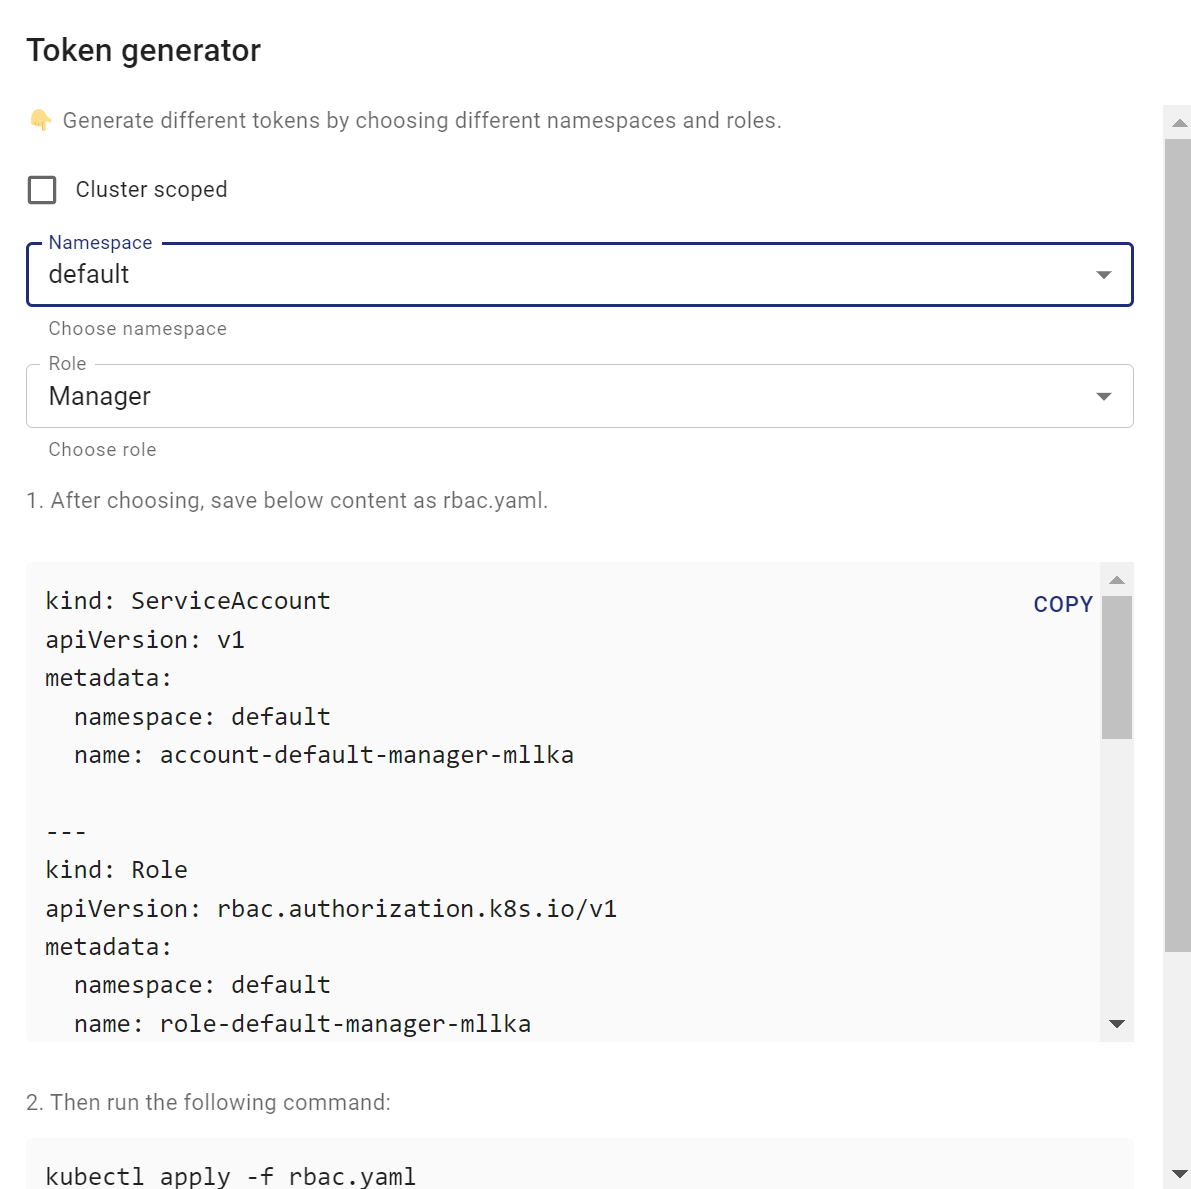 Token generator
👇 Generate different tokens by choosing different namespaces and roles.
Cluster scoped
Namespace
default
Choose namespace
Role
Manager
Choose role
1. After choosing, save below content as rbac.yaml.
COPY
kind: ServiceAccount
apiVersion: v1
metadata:
  namespace: default
  name: account-default-manager-mllka
---
kind: Role
apiVersion: rbac.authorization.k8s.io/v1
metadata:
  namespace: default
  name: role-default-manager-mllka
2. Then run the following command:
kubectl apply -f rbac.yaml